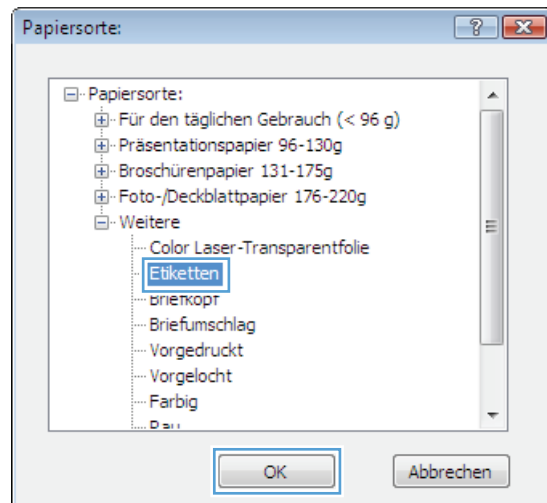 Papiersorte:
Papiersorte:
Für den täglichen Gebrauch (< 96 g)
Präsentationspapier 96-130g
Broschürenpapier 131-175g
Foto-/Deckblattpapier 176-220g
Weitere
Color Laser-Transparentfolie
Etiketten
Briefkopf
Briefumschlag
Vorgedruckt
Vorgelocht
Farbig
Rau
OK Abbrechen